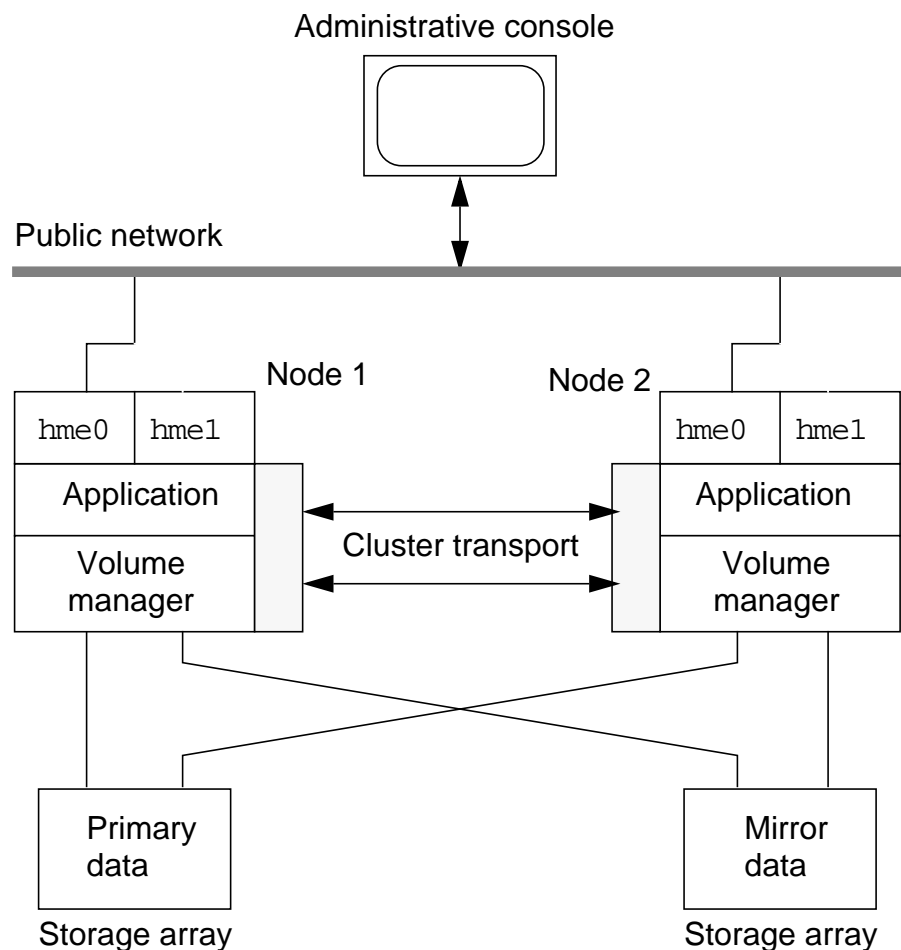 Administrative console
Public network
Node 1
Node 2
hme0
hme1
hme0
hme1
Application
Application
Cluster transport
Volume
manager
Volume
manager
Primary
data
Mirror
data
Storage array
Storage array